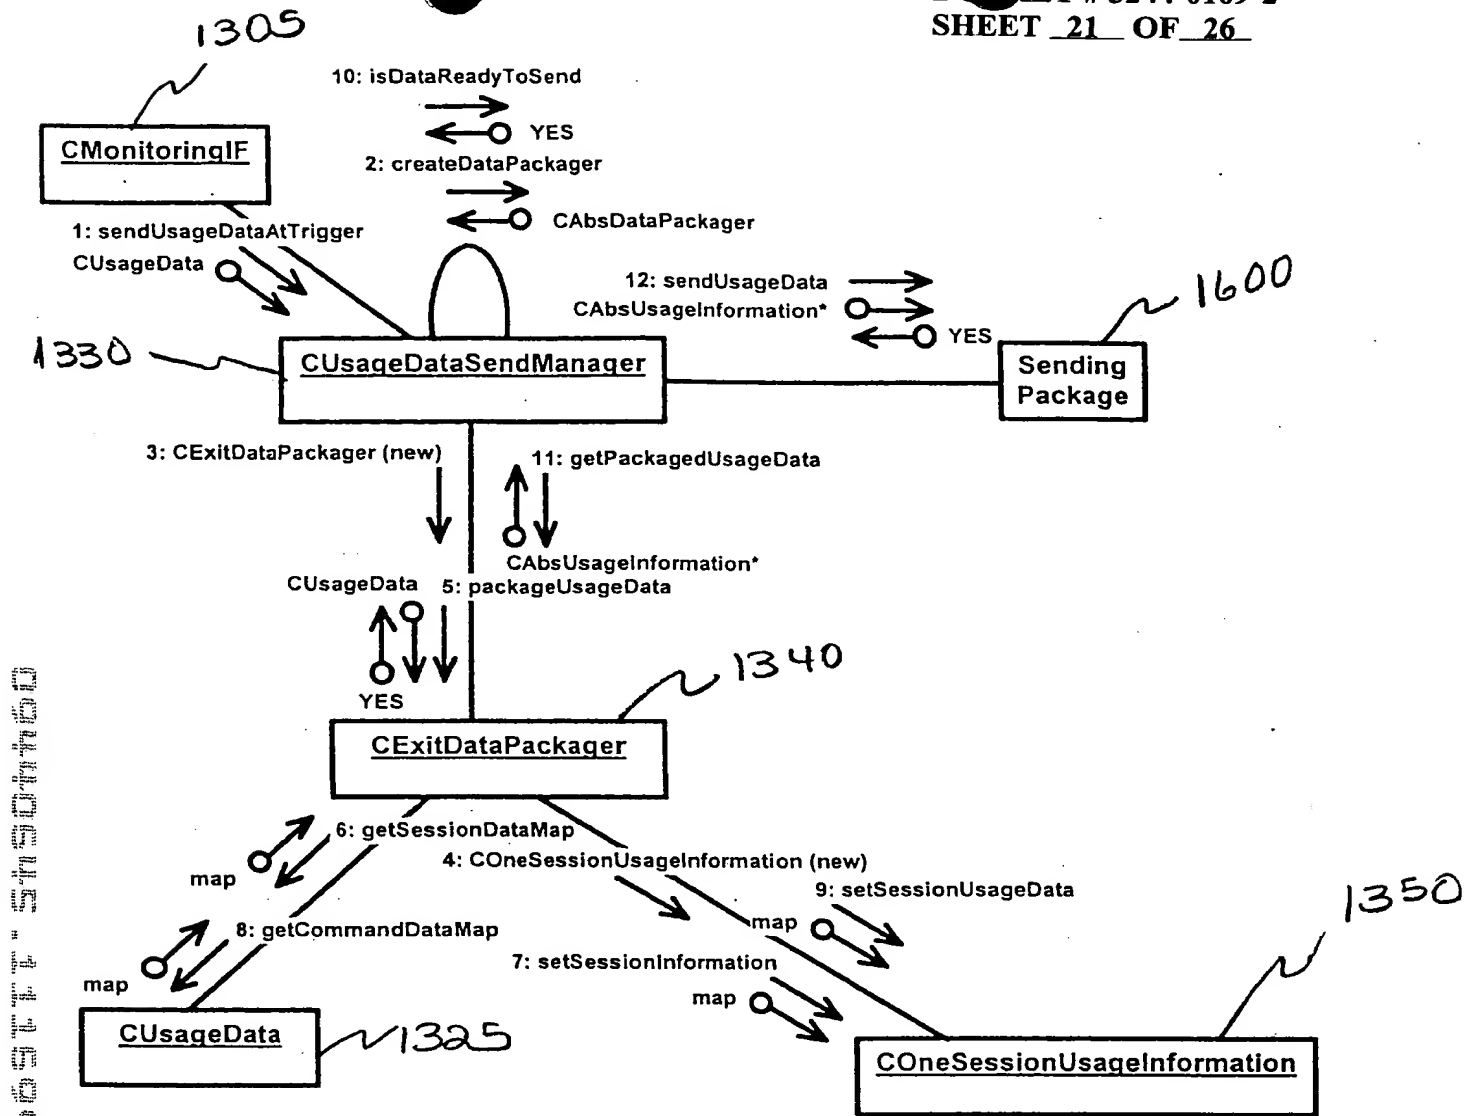 SHEET 21 OF 26
1305
10: isDataReadyToSend
YES
CMonitoringIF
2: createDataPackager
CAbsDataPackager
1: sendUsageDataAtTrigger
CUsageData
12: sendUsageData
CAbsUsageInformation*
YES
1600
1330
CUsageDataSendManager
Sending
Package
3: CExitDataPackager (new)
11: getPackagedUsageData
CAbsUsageInformation*
CUsageData
5: packageUsageData
YES
1340
CExitDataPackager
6: getSessionDataMap
map
4: COneSessionUsageInformation (new)
9: setSessionUsageData
map
1350
8: getCommandDataMap
map
7: setSessionInformation
map
CUsageData
1325
COneSessionUsageInformation